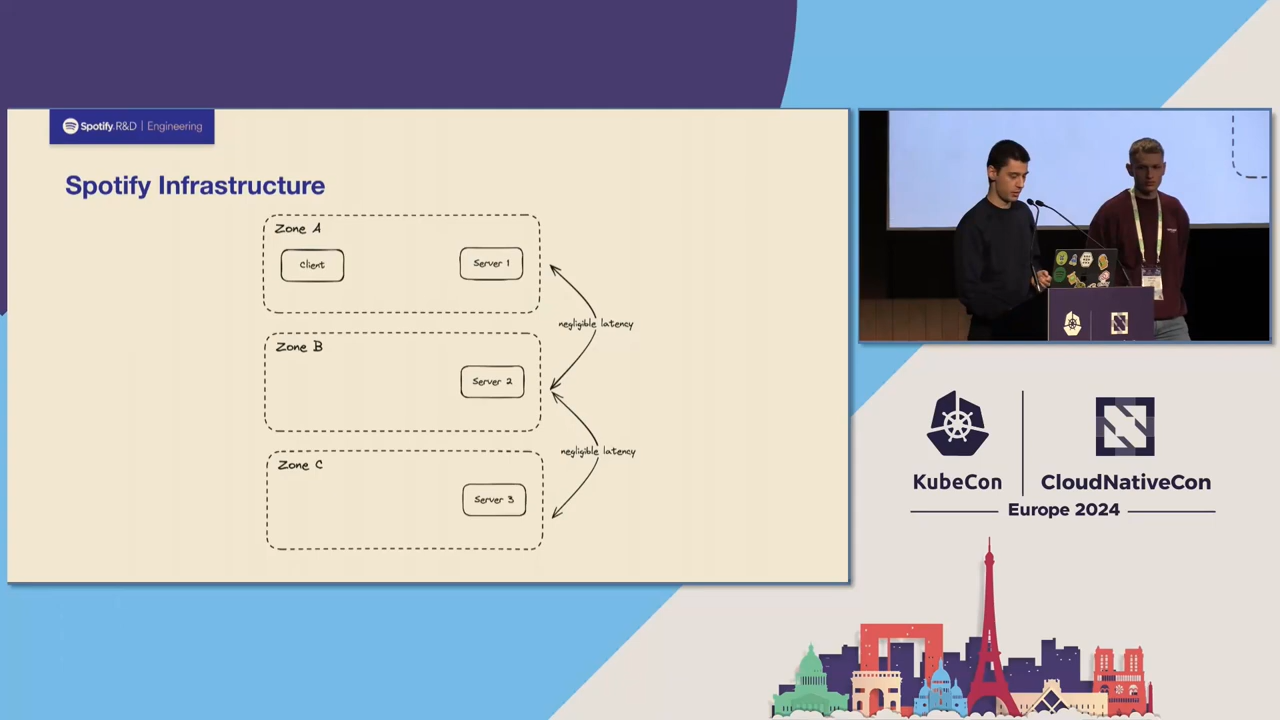 Spotify R&D | Engineering
Spotify Infrastructure
Zone A
Client
Server 1
negligible latency
Zone B
Server 2
negligible latency
Zone C
Server 3
KubeCon
CloudNativeCon
Europe 2024